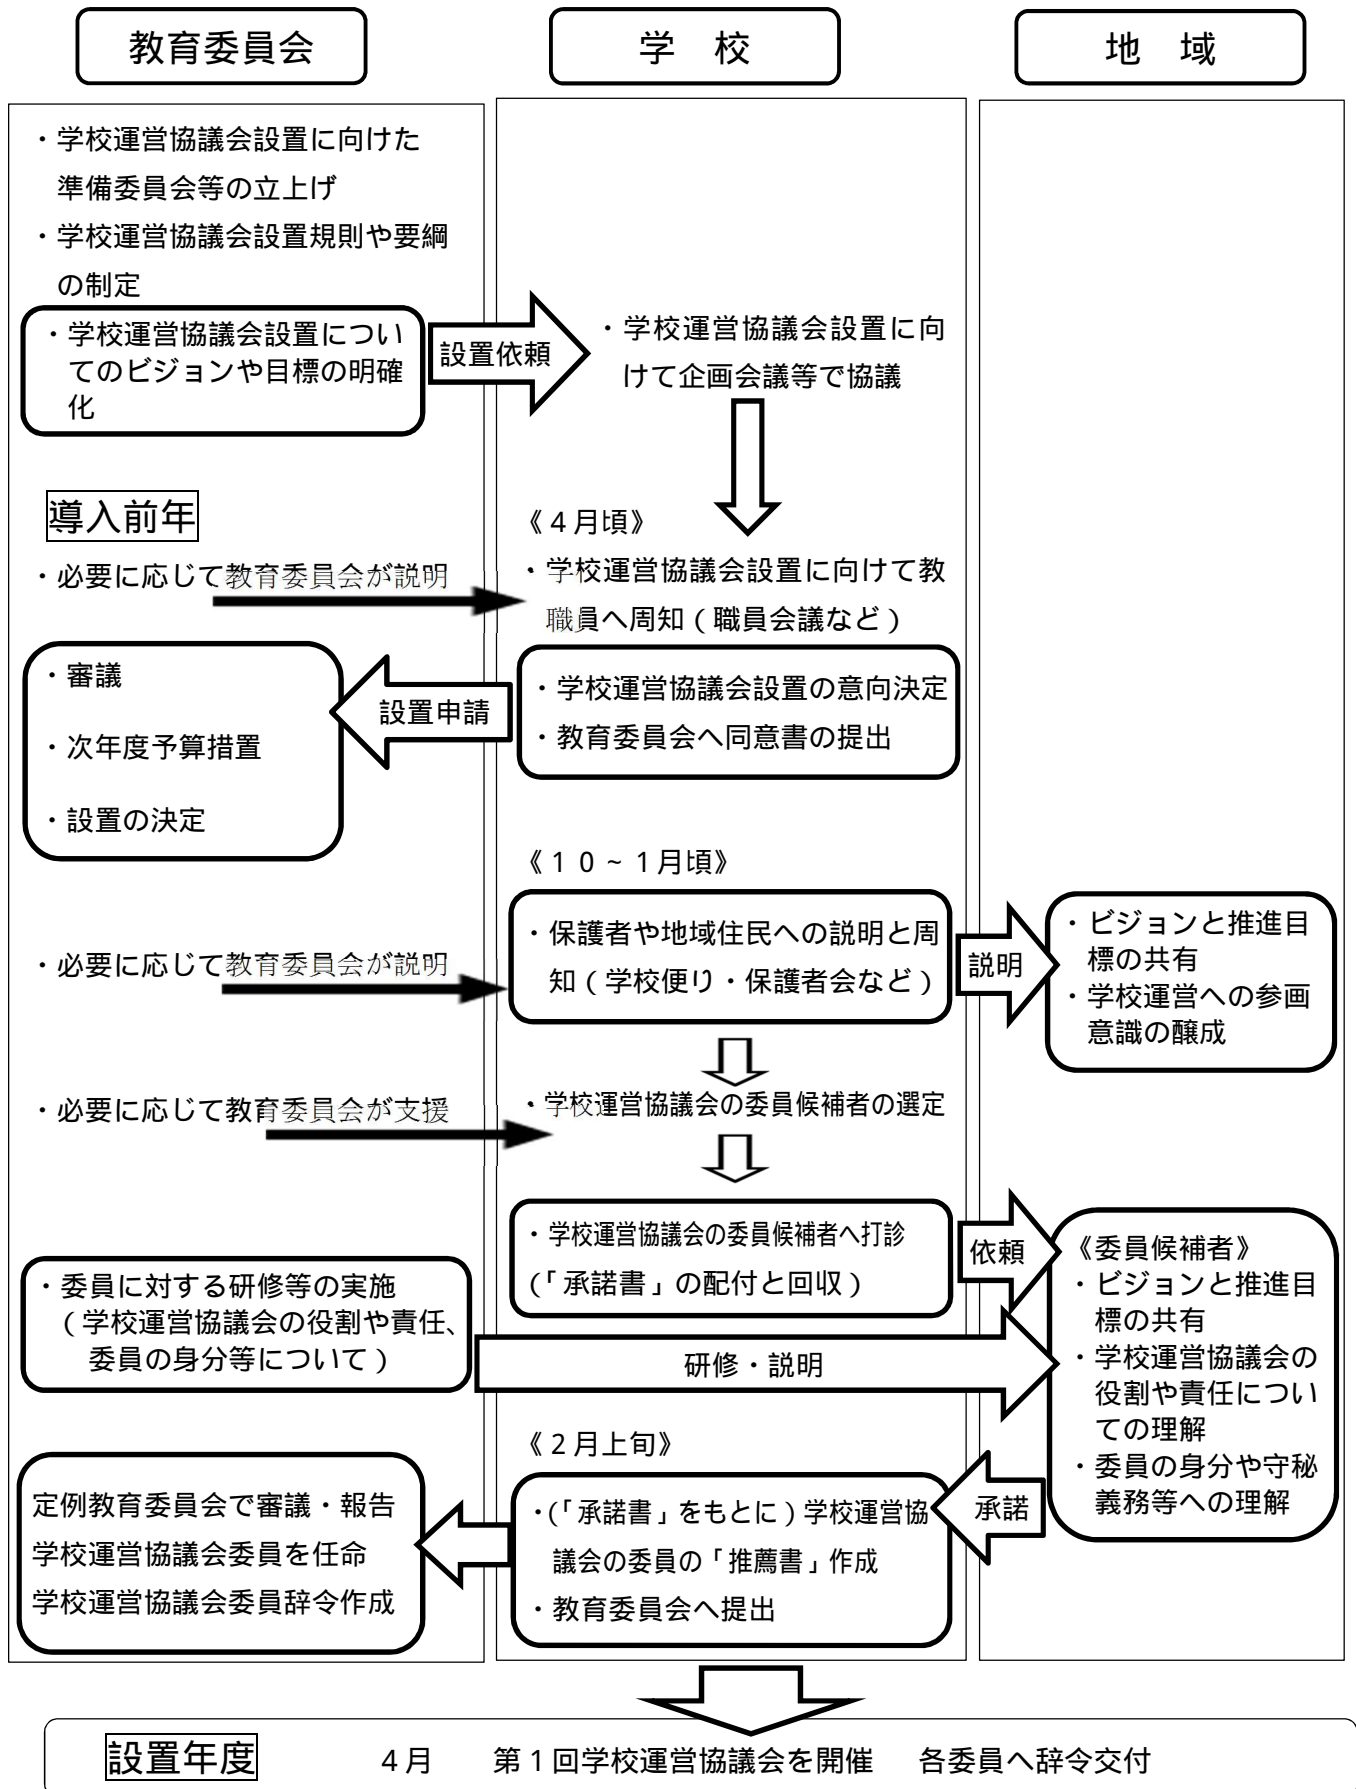 教育委員会
学　校
地　域
・学校運営協議会設置に向けた
準備委員会等の立上げ
・学校運営協議会設置規則や要綱
の制定
・学校運営協議会設置につい
てのビジョンや目標の明確
化
設置依頼
・学校運営協議会設置に向
けて企画会議等で協議
導入前年
《4月頃》
・必要に応じて教育委員会が説明
・学校運営協議会設置に向けて教
職員へ周知（職員会議など）
・学校運営協議会設置の意向決定
・教育委員会へ同意書の提出
設置申請
・審議
・次年度予算措置
・設置の決定
《１０～１月頃》
・保護者や地域住民への説明と周
知（学校便り・保護者会など）
説明
・ビジョンと推進目
標の共有
・学校運営への参画
意識の醸成
・必要に応じて教育委員会が説明
・必要に応じて教育委員会が支援
・学校運営協議会の委員候補者の選定
・学校運営協議会の委員候補者へ打診
（「承諾書」の配付と回収）
依頼
《委員候補者》
・ビジョンと推進目
標の共有
・学校運営協議会の
役割や責任につい
ての理解
・委員の身分や守秘
義務等への理解
・委員に対する研修等の実施
（学校運営協議会の役割や責任、
委員の身分等について）
研修・説明
《2月上旬》
承諾
・（「承諾書」をもとに）学校運営協
議会の委員の「推薦書」作成
・教育委員会へ提出
定例教育委員会で審議・報告
学校運営協議会委員を任命
学校運営協議会委員辞令作成
設置年度　4月　第1回学校運営協議会を開催　各委員へ辞令交付